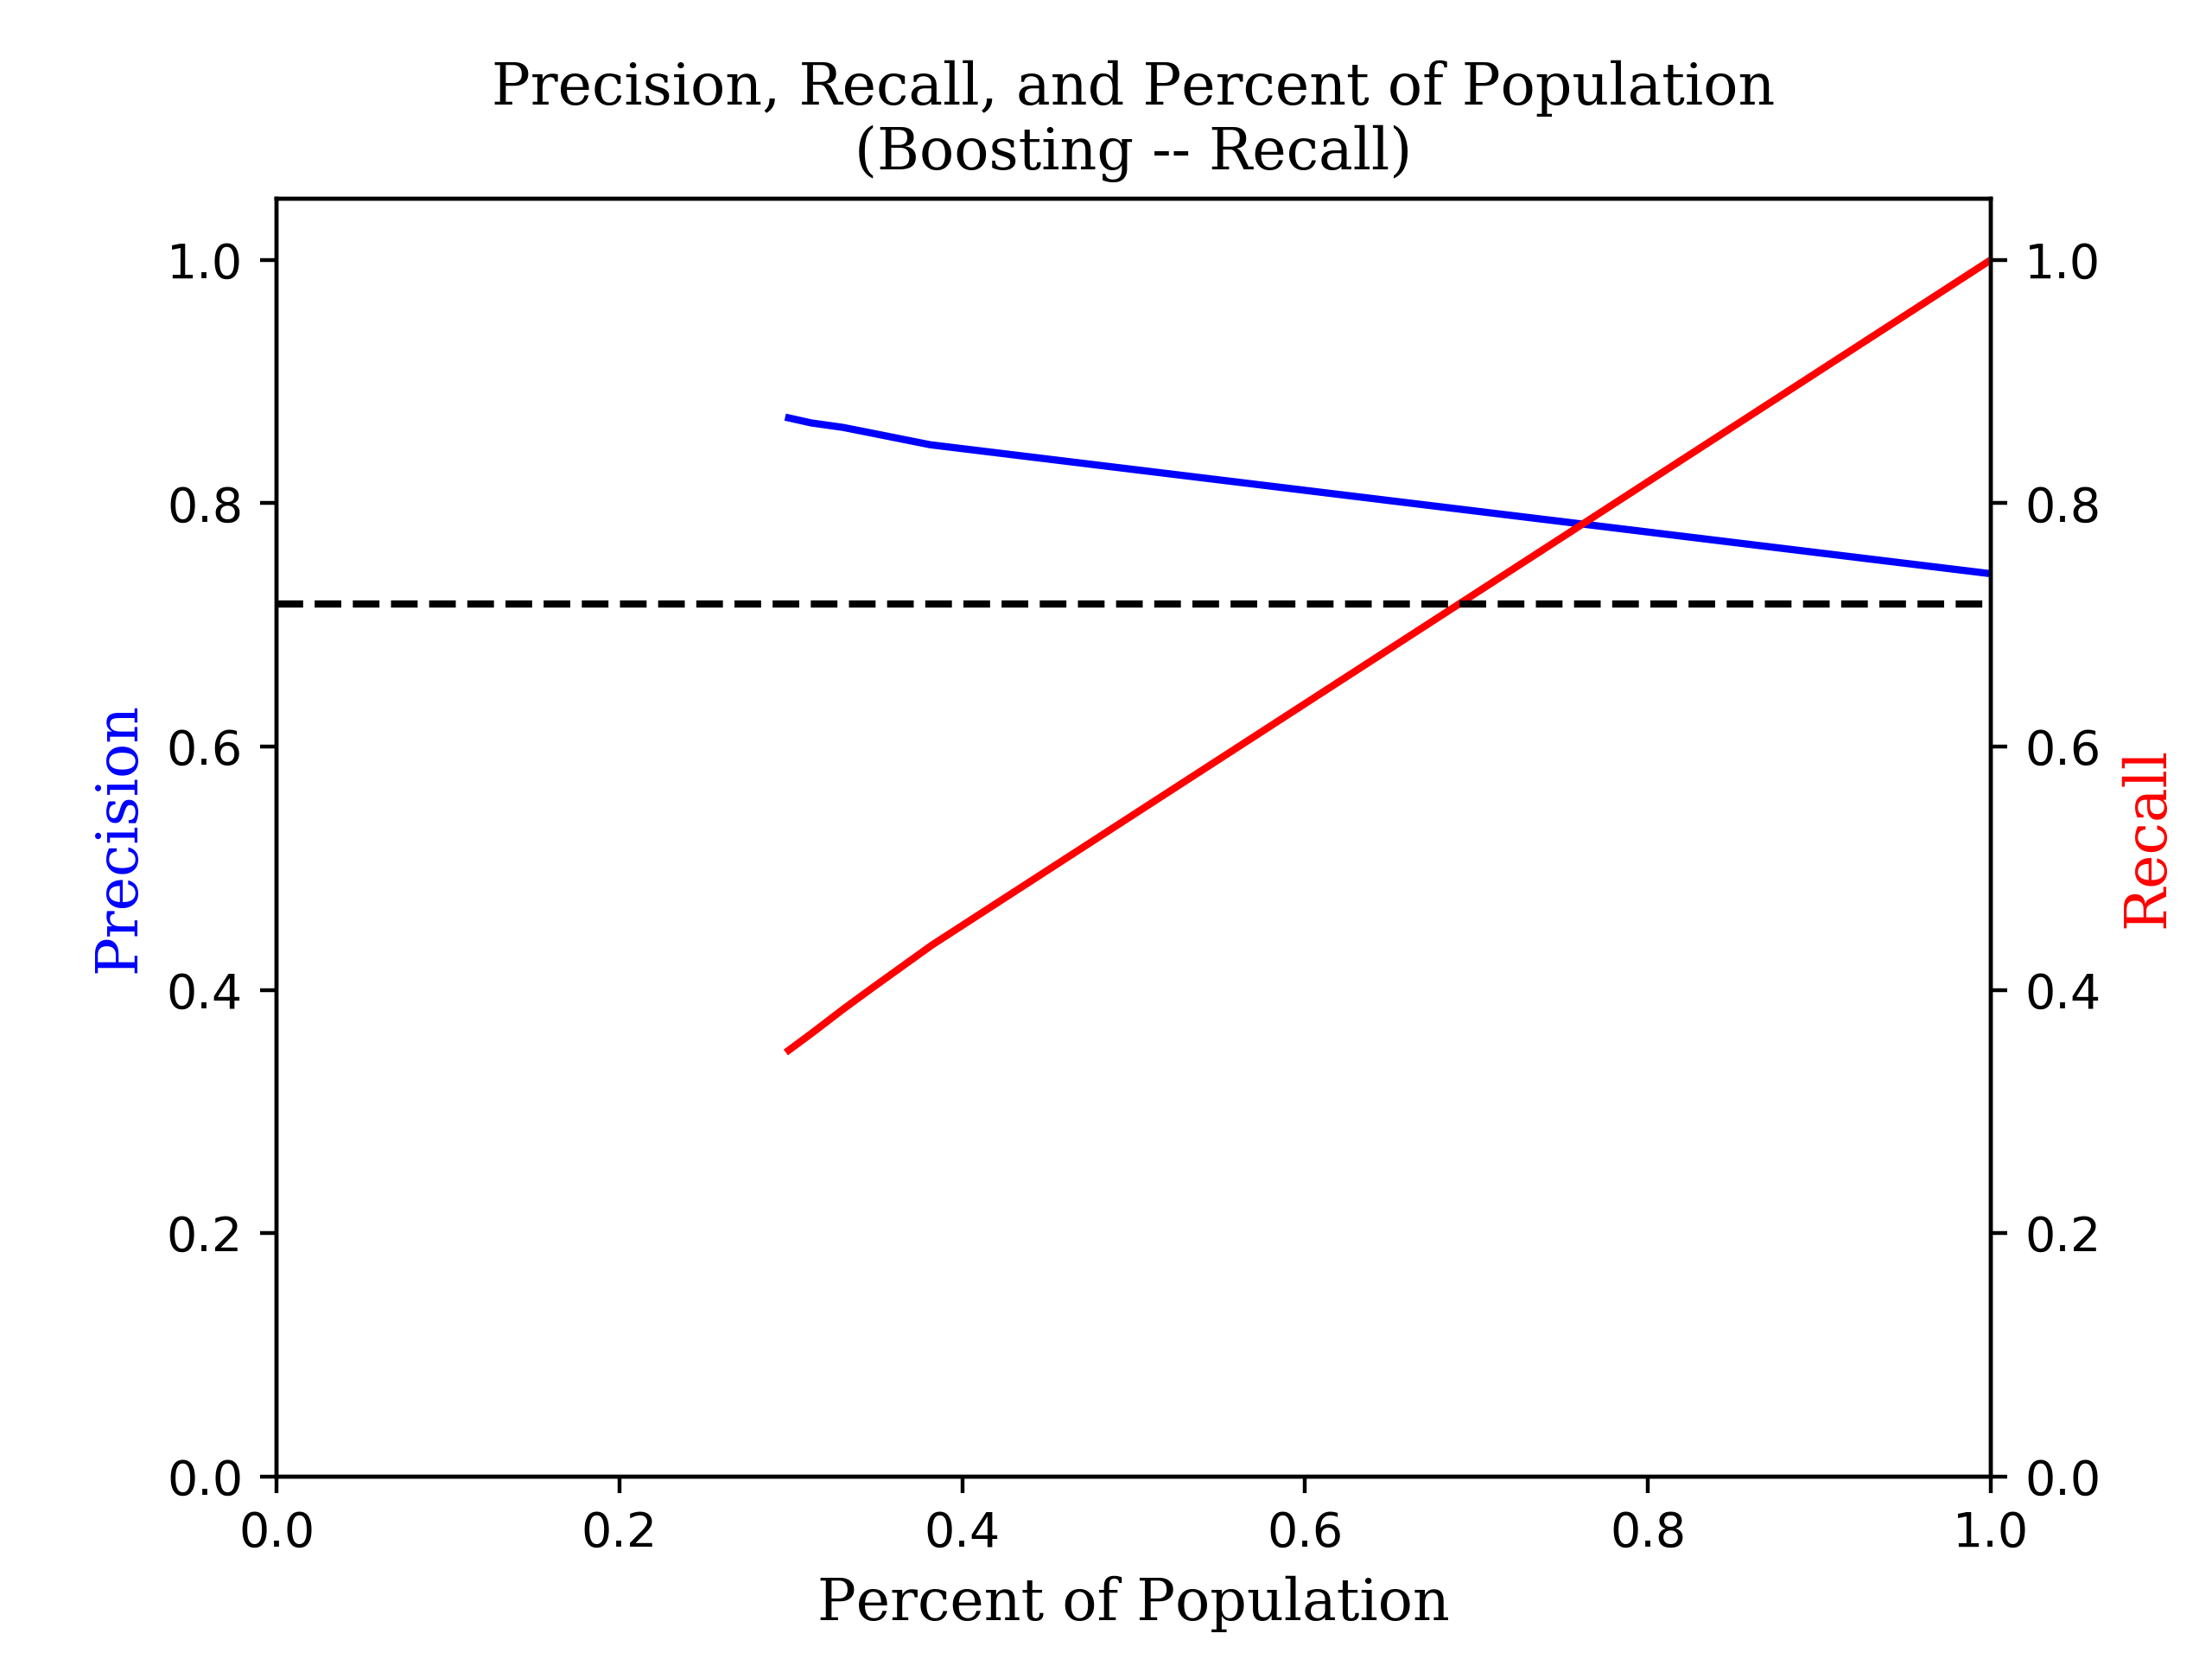 Precision, Recall, and Percent of Population
(Boosting -- Recall)
Precision
1.0
0.8
0.6
0.4
0.2
0.0
1.0
0.8
0.6
0.4
0.2
0.0
Recall
0.0 0.2 0.4 0.6 0.8 1.0
Percent of Population